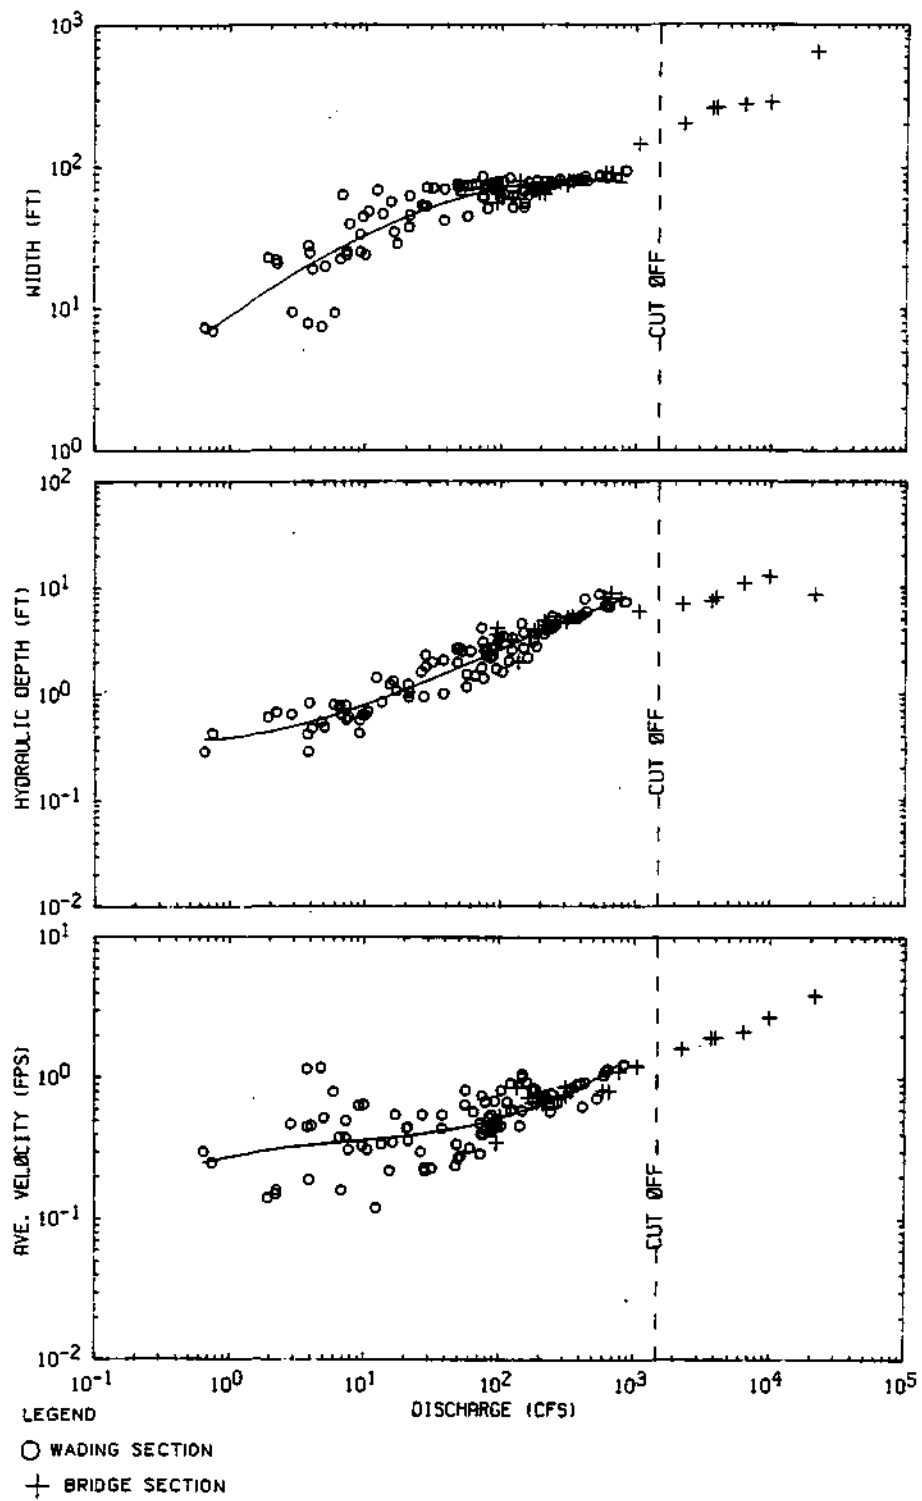 10³
10²
10¹
10⁰
WIDTH (FT)
CUT ØFF
10²
10¹
10⁰
10⁻¹
10⁻²
HYDRAULIC DEPTH (FT)
CUT ØFF
10¹
10⁰
10⁻¹
10⁻²
AVE. VELØCITY (FPS)
CUT ØFF
10⁻¹ 10⁰ 10¹ 10² 10³ 10⁴ 10⁵
DISCHARGE (CFS)
LEGEND
WADING SECTION
BRIDGE SECTION